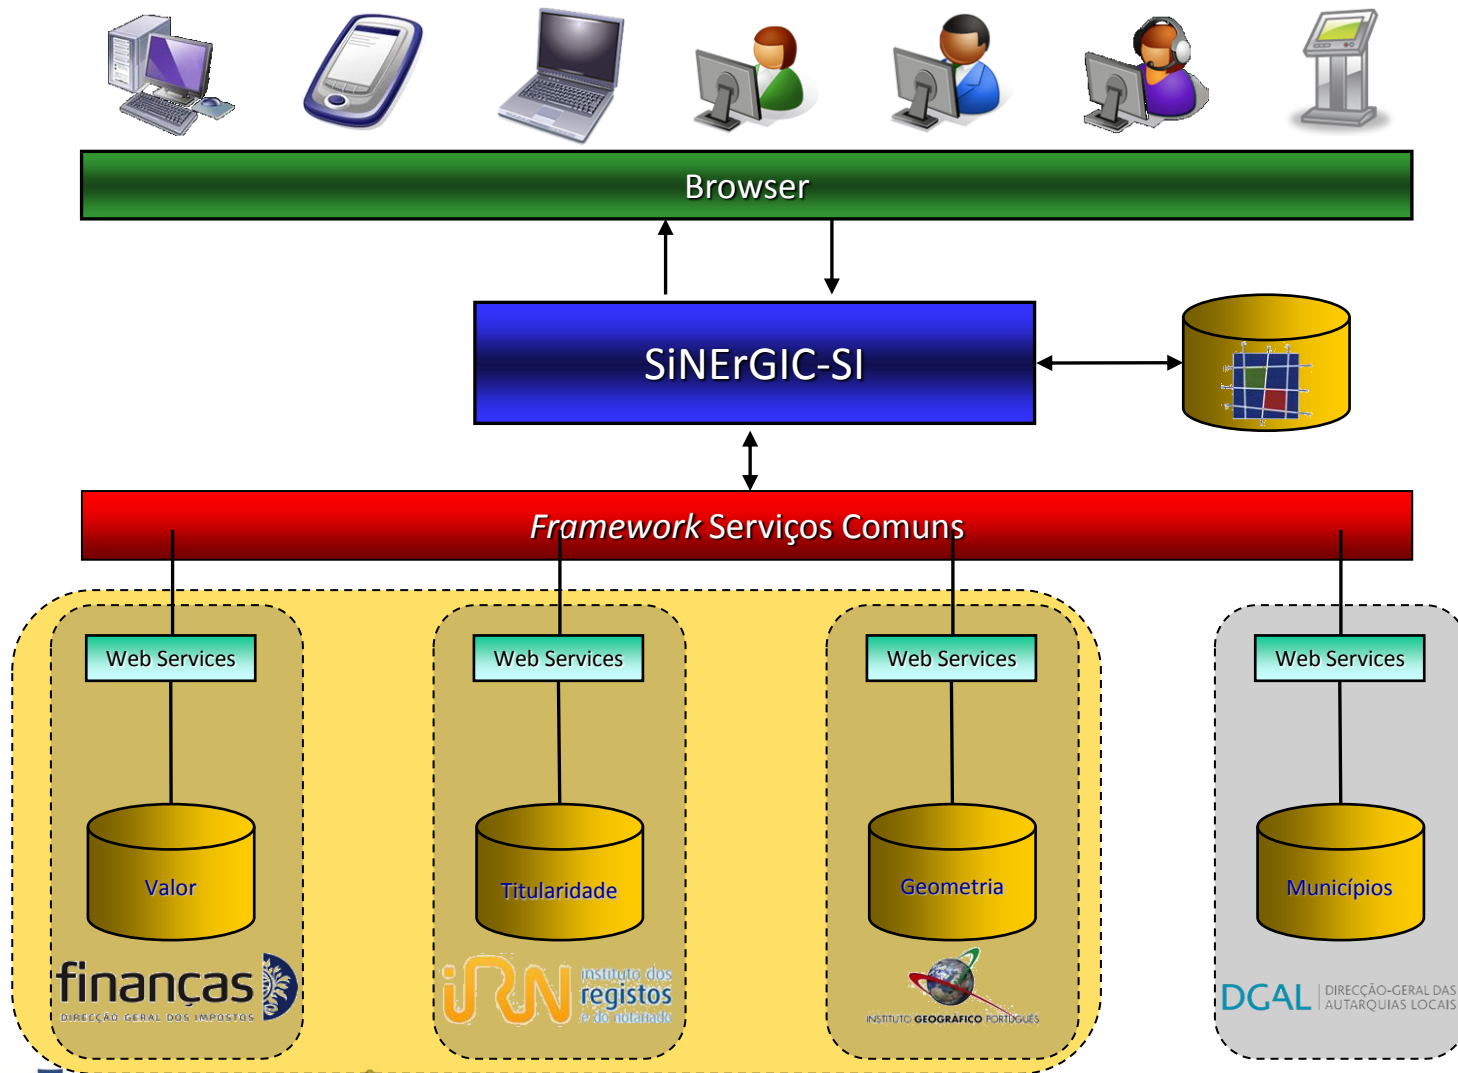 Browser
SiNErGIC-SI
Framework Serviços Comuns
Web Services
Web Services
Web Services
Web Services
Valor
Titularidade
Geometria
Municípios
finanças
DIRECÇÃO-GERAL DOS IMPOSTOS
iRN
instituto dos
registos
e do notariado
INSTITUTO GEOGRÁFICO PORTUGUÊS
DGAL
DIRECÇÃO-GERAL DAS
AUTARQUIAS LOCAIS